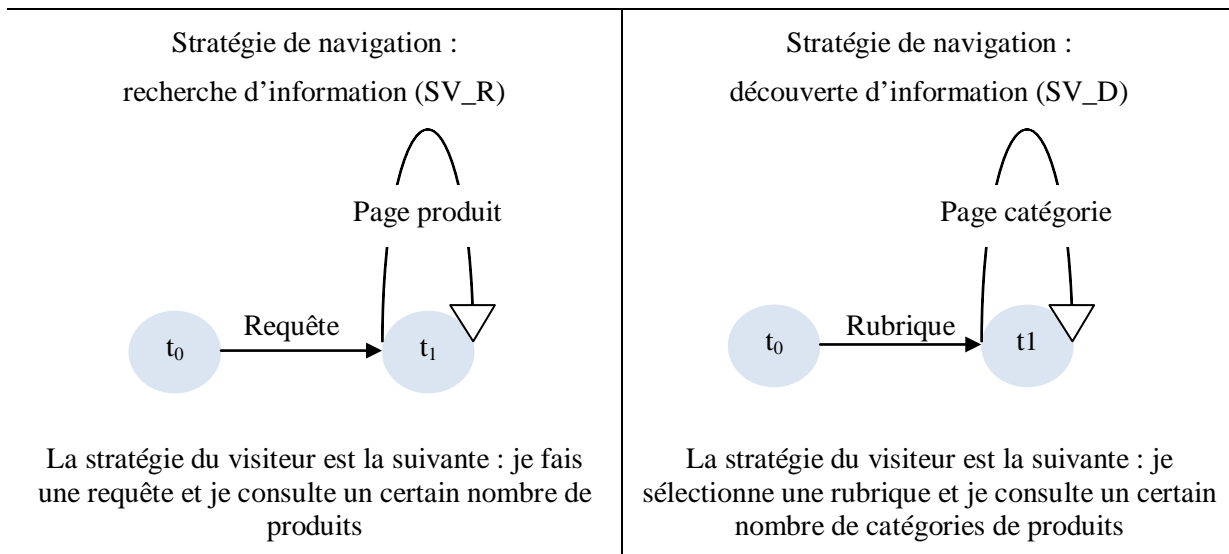 Stratégie de navigation :
recherche d’information (SV_R)
Page produit
Requête
t₀
t₁
La stratégie du visiteur est la suivante : je fais
une requête et je consulte un certain nombre de
produits
Stratégie de navigation :
découverte d’information (SV_D)
Page catégorie
Rubrique
t₀
t1
La stratégie du visiteur est la suivante : je
sélectionne une rubrique et je consulte un certain
nombre de catégories de produits